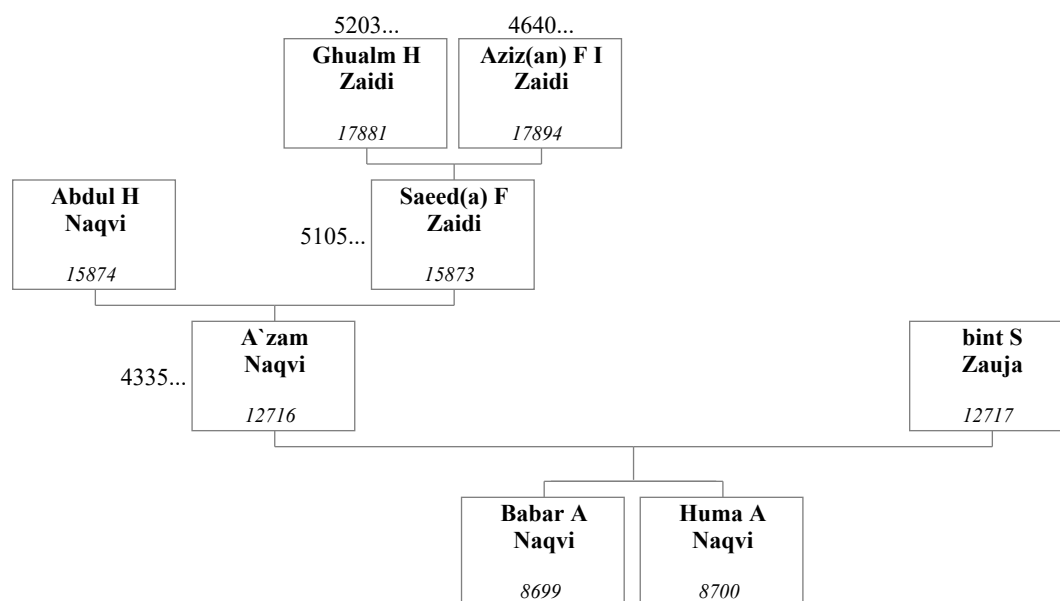 5203...
4640...
Ghualm H
Zaidi
17881
Aziz(an) F I
Zaidi
17894
Abdul H
Naqvi
15874
5105...
Saeed(a) F
Zaidi
15873
4335...
A`zam
Naqvi
12716
bint S
Zauja
12717
Babar A
Naqvi
8699
Huma A
Naqvi
8700